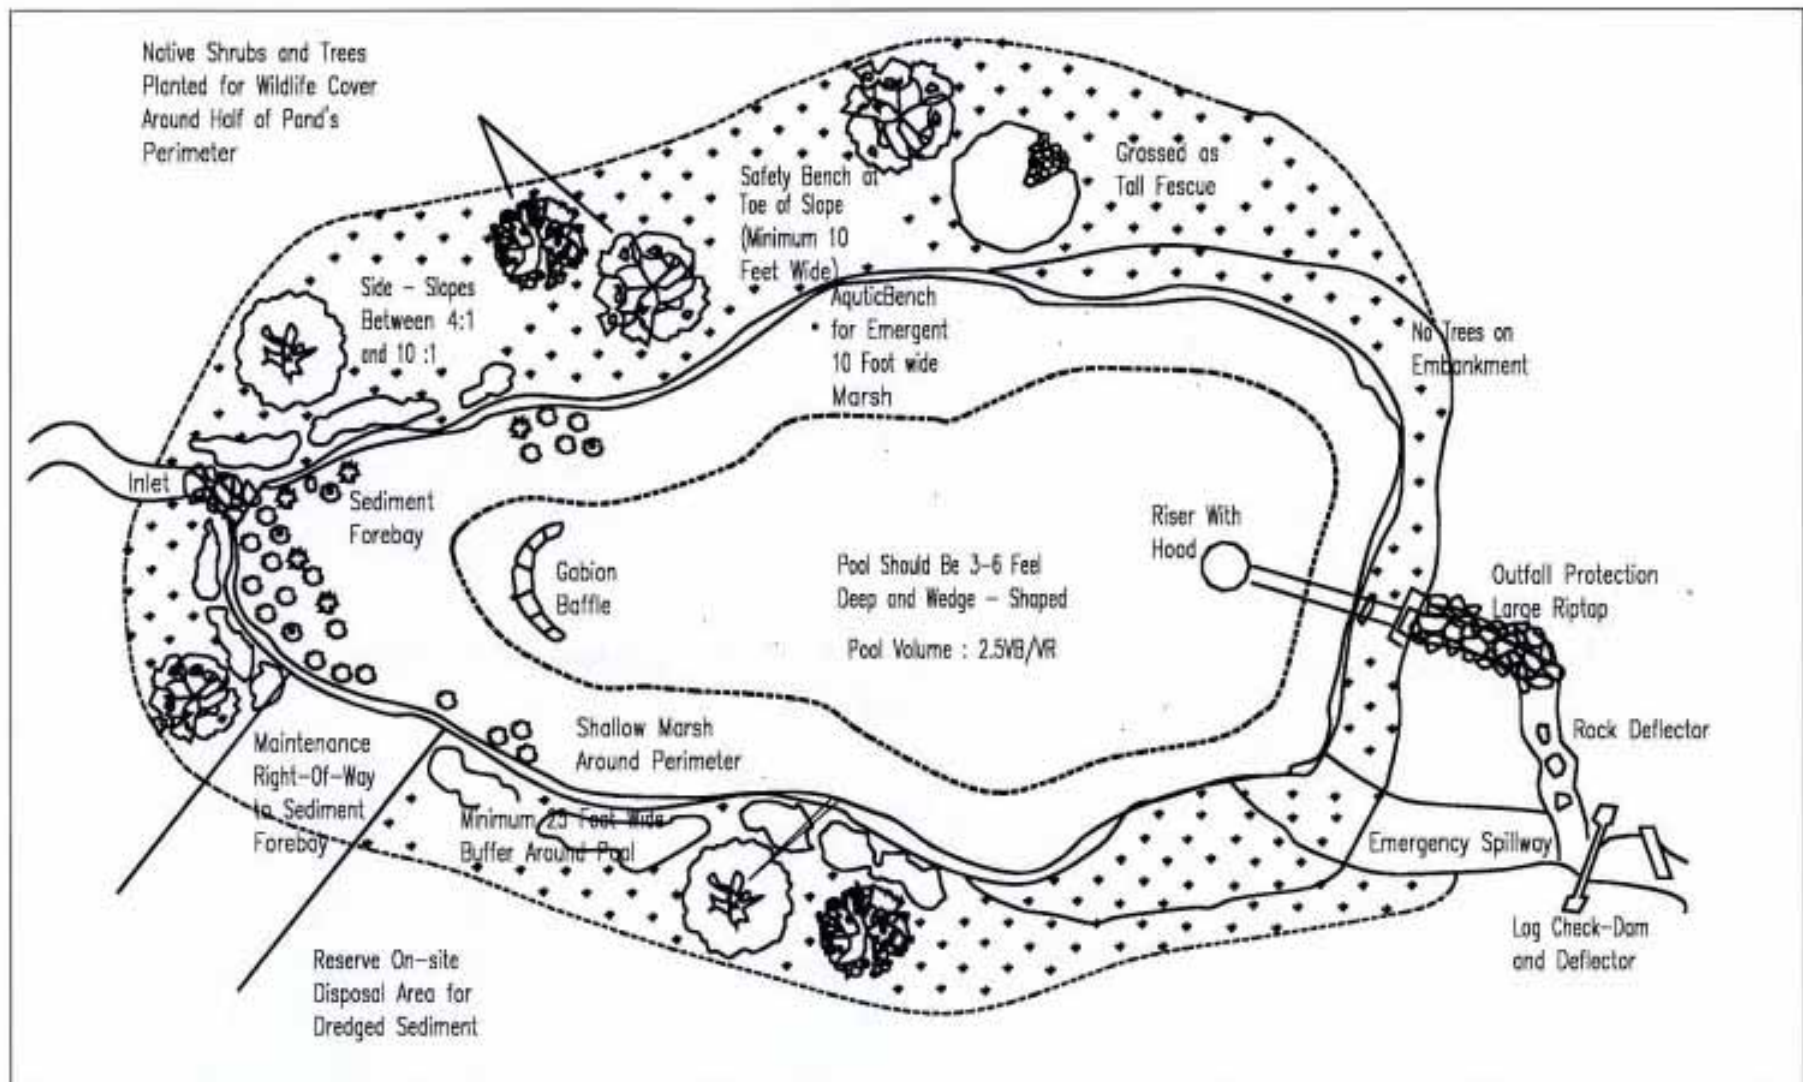 Native Shrubs and Trees
Planted for Wildlife Cover
Around Half of Pand's
Perimeter
Safety Bench at
Toe of Slope
(Minimum 10
Feet Wide)
Grassed as
Tall Fescue
Side - Slopes
Between 4:1
and 10 :1
AquticBench
for Emergent
10 Foot wide
Marsh
No Trees on
Embankment
Inlet
Sediment
Forebay
Riser With
Hood
Gabion
Baffle
Pool Should Be 3-6 Feel
Deep and Wedge - Shaped
Pool Volume : 2.5VB/VR
Outfall Protection
Large Riptap
Shallow Marsh
Around Perimeter
Rock Deflector
Maintenance
Right-Of-Way
to Sediment
Forebay
Minimum 25 Foot Wide
Buffer Around Pool
Emergency Spillway
Log Check-Dam
and Deflector
Reserve On-site
Disposal Area for
Dredged Sediment